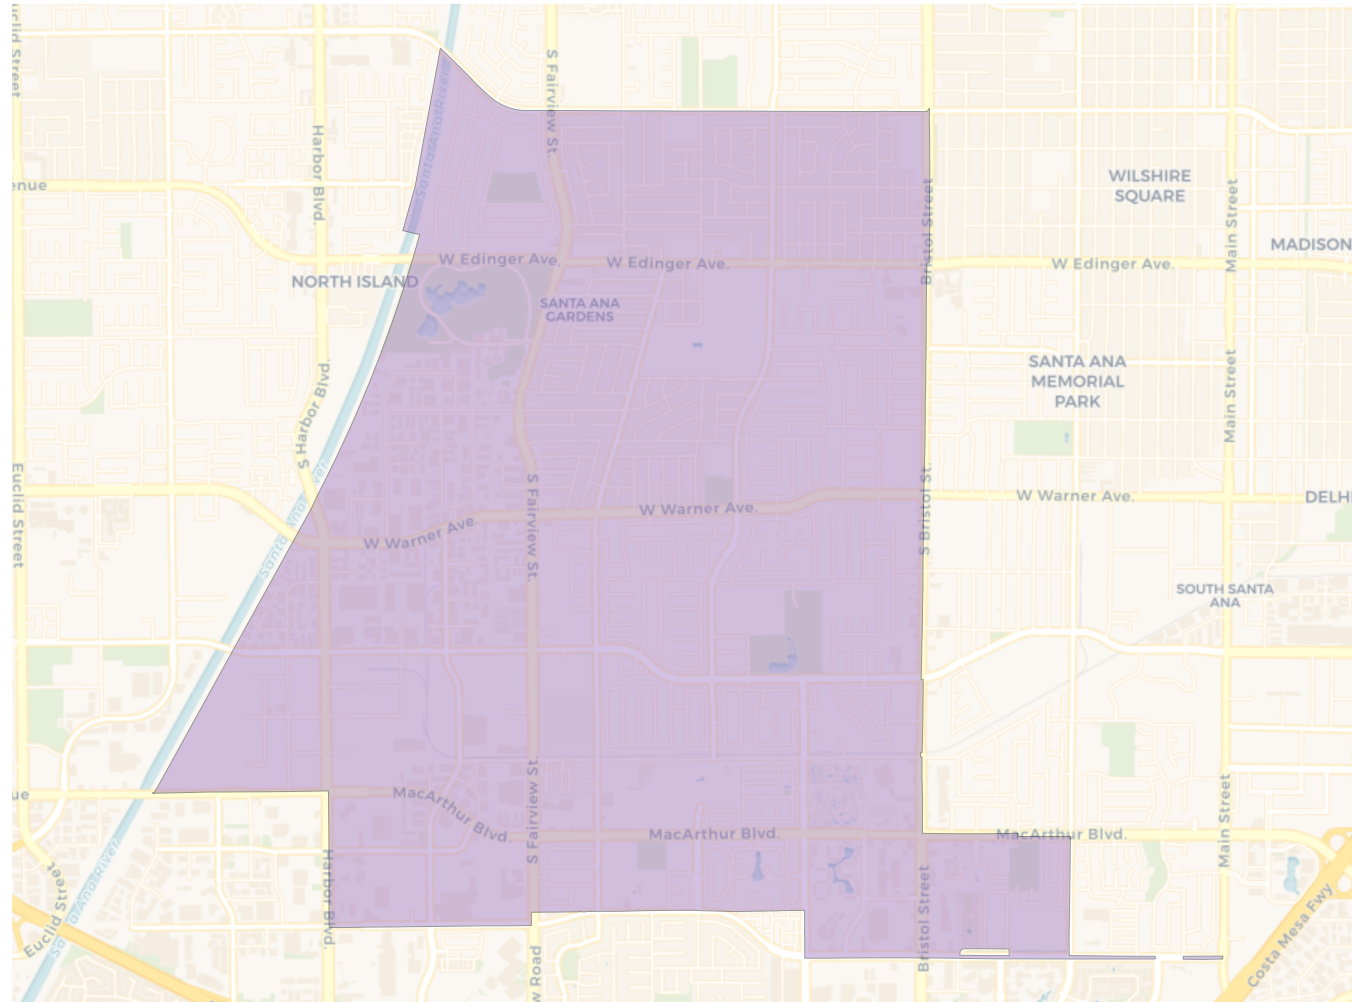 Euclid Street
S Fairview St.
Harbor Blvd.
Santa Ana River
WILSHIRE
SQUARE
Bristol Street
Main Street
MADISON
W Edinger Ave.
W Edinger Ave.
W Edinger Ave.
NORTH ISLAND
SANTA ANA
GARDENS
SANTA ANA
MEMORIAL
PARK
S Harbor Blvd.
Main Street
Euclid Street
Santa Ana River
S Fairview St.
S Bristol St.
W Warner Ave.
W Warner Ave.
W Warner Ave.
DELHI
SOUTH SANTA
ANA
MacArthur Blvd.
MacArthur Blvd.
MacArthur Blvd.
S Fairview St.
Main Street
Harbor Blvd.
Bristol Street
Euclid Street
Santa Ana River
Costa Mesa Fwy